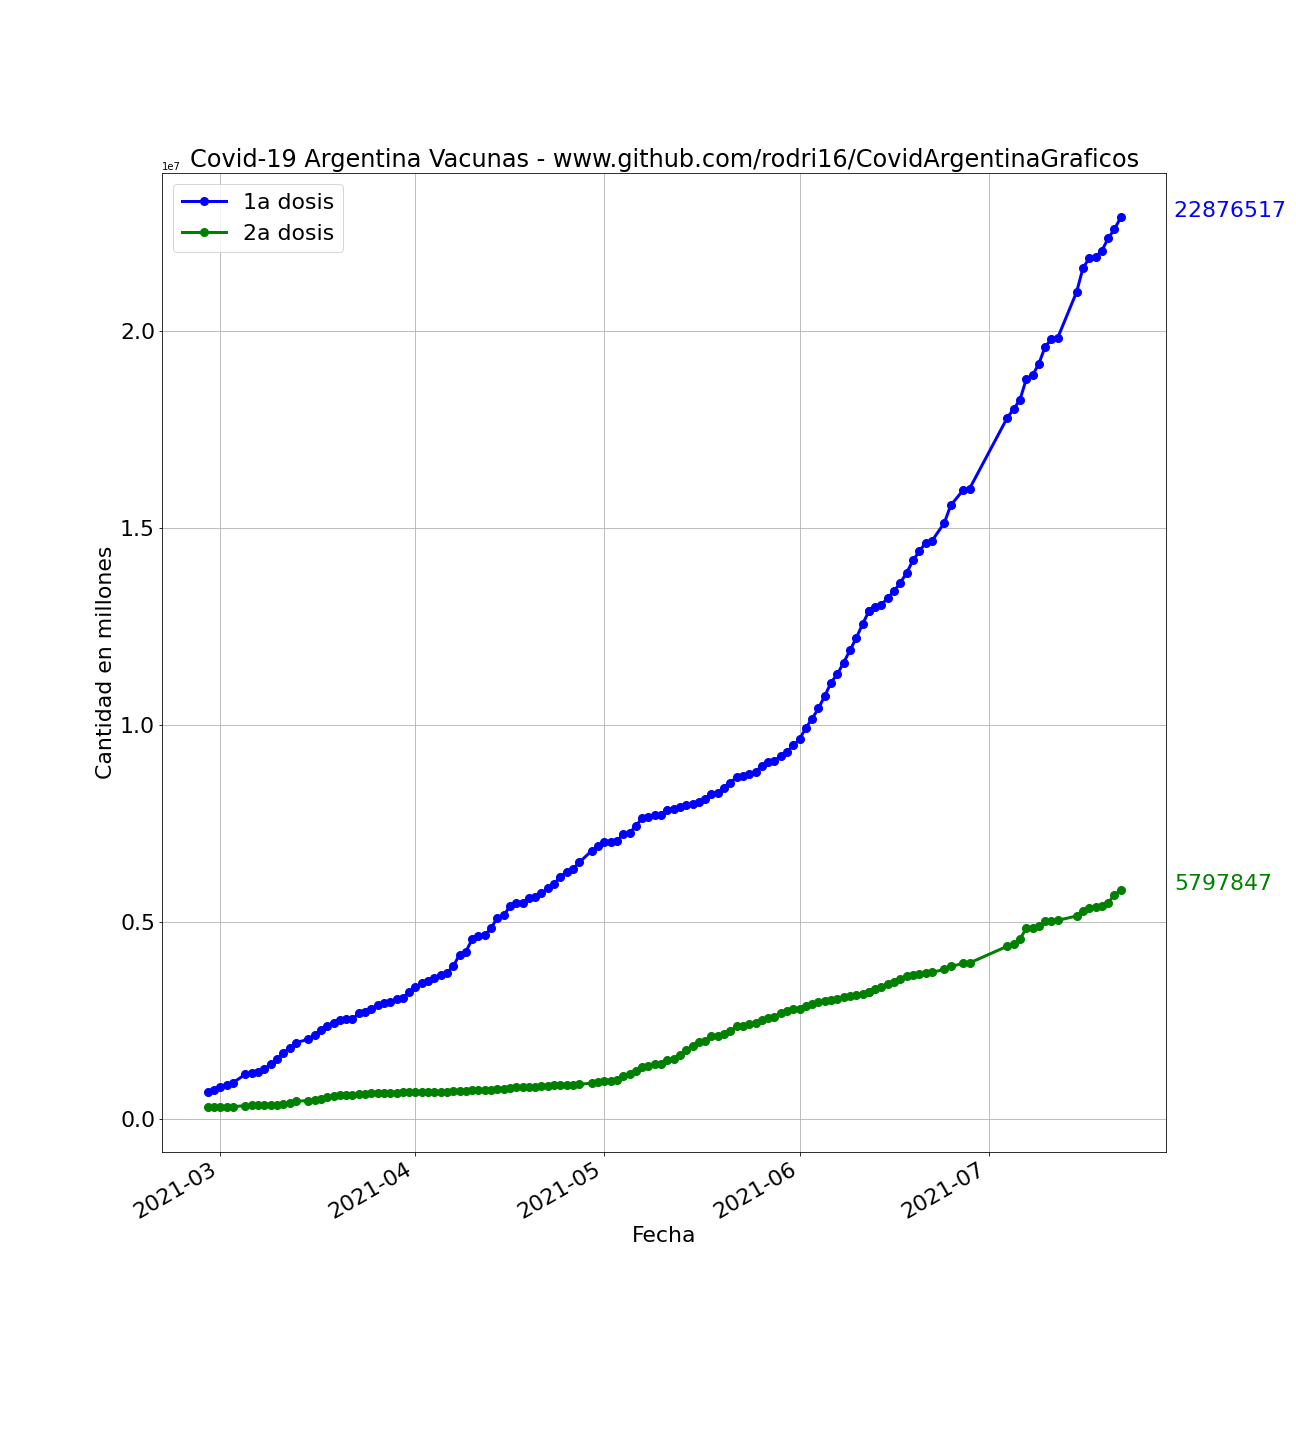 Covid-19 Argentina Vacunas - www.github.com/rodri16/CovidArgentinaGraficos
1e7
1a dosis
2a dosis
22876517
5797847
2.0
1.5
1.0
0.5
0.0
Cantidad en millones
2021-03
2021-04
2021-05
2021-06
2021-07
Fecha